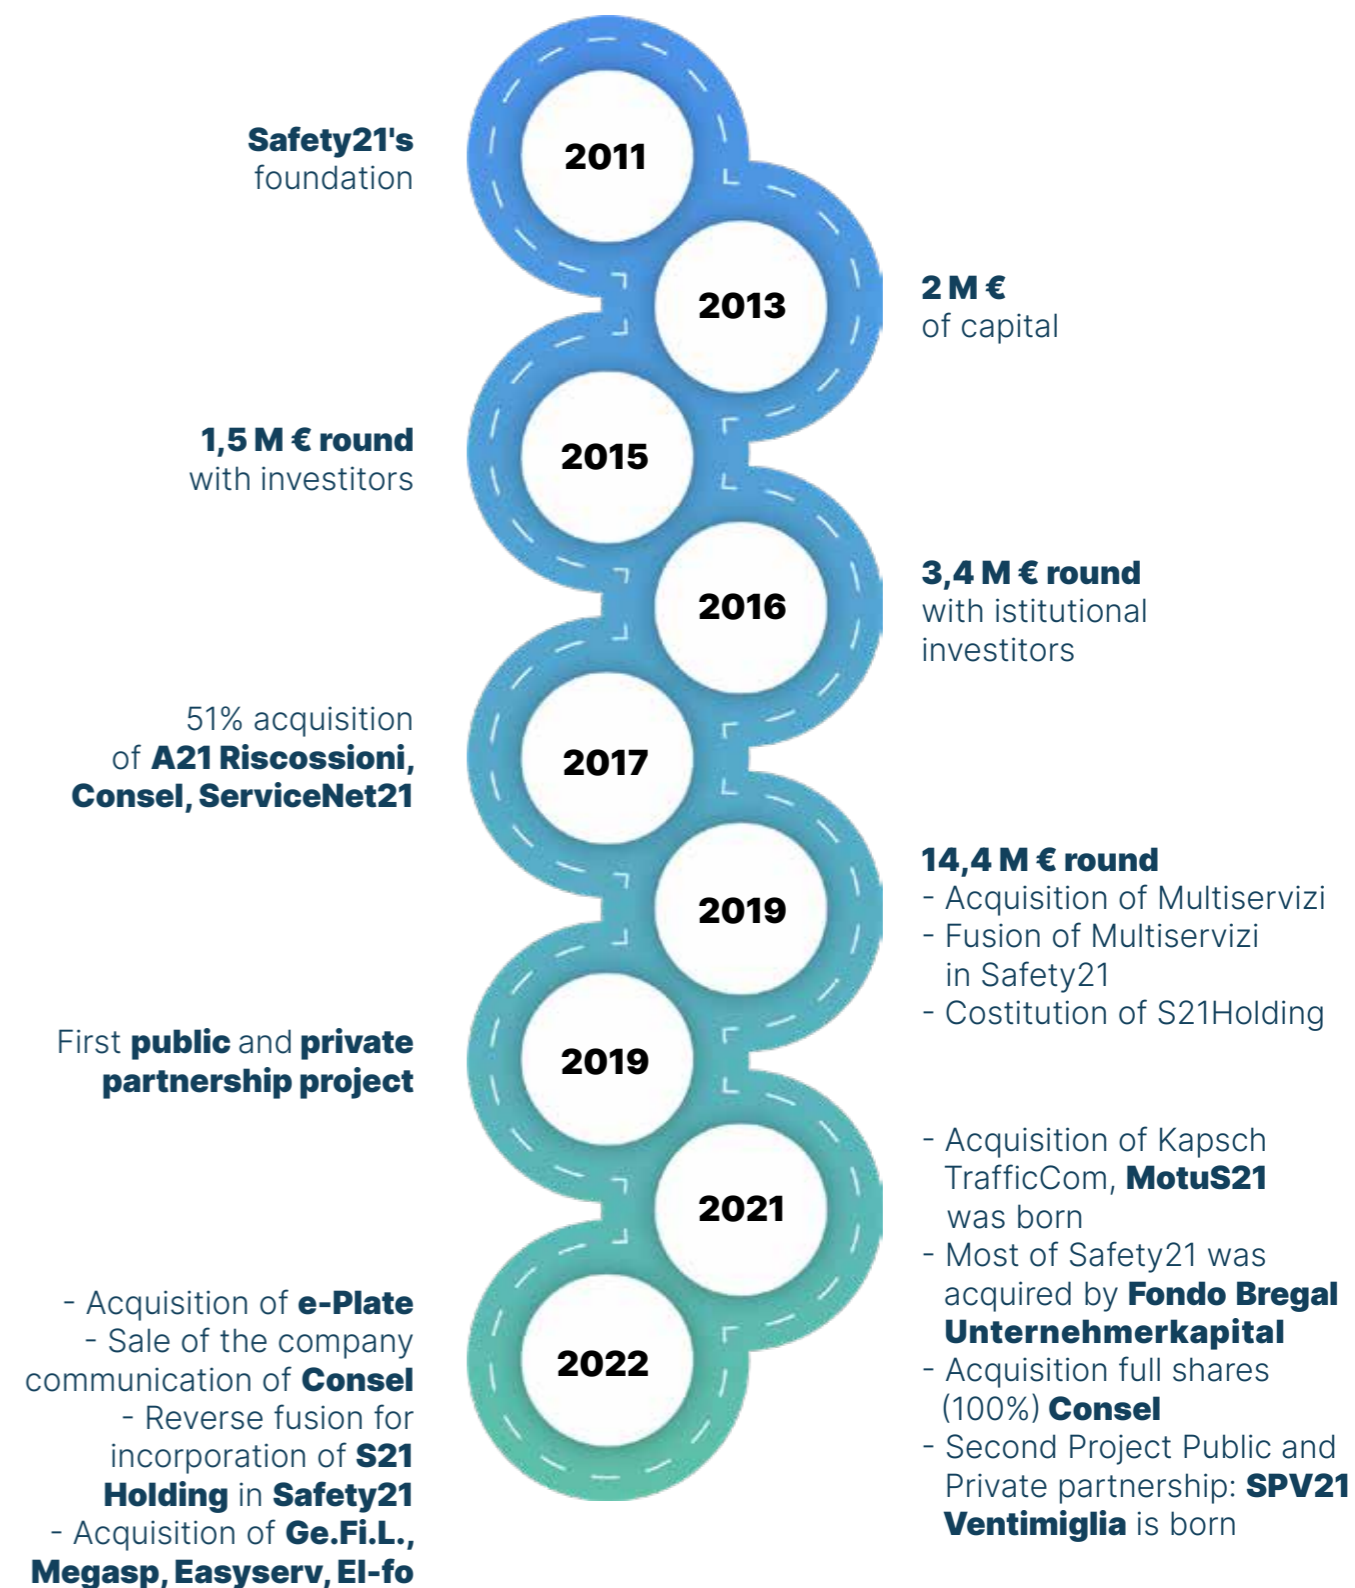 2011
Safety21's
foundation
2013
2 M €
of capital
2015
1,5 M € round
with investitors
2016
3,4 M € round
with istitutional
investitors
2017
51% acquisition
of A21 Riscossioni,
Consel, ServiceNet21
2019
14,4 M € round
- Acquisition of Multiservizi
- Fusion of Multiservizi
in Safety21
- Costitution of S21Holding
2019
First public and private
partnership project
2021
- Acquisition of Kapsch
TrafficCom, MotuS21
was born
- Most of Safety21 was
acquired by Fondo Bregal
Unternehmerkapital
- Acquisition full shares
(100%) Consel
- Second Project Public and
Private partnership: SPV21
Ventimiglia is born
2022
- Acquisition of e-Plate
- Sale of the company
communication of Consel
- Reverse fusion for
incorporation of S21
Holding in Safety21
- Acquisition of Ge.Fi.L.,
Megasp, Easyserv, El-fo